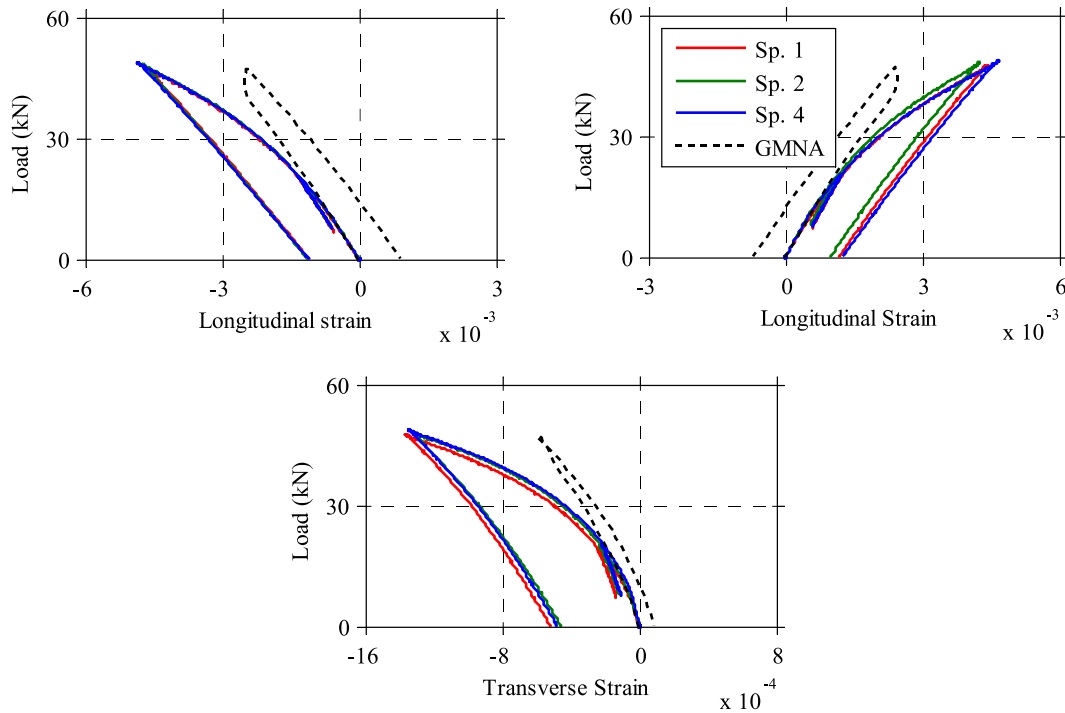 60
30
0
Load (kN)
-6 -3 0 3
Longitudinal strain
x 10 -3
60
30
0
Load (kN)
Sp. 1
Sp. 2
Sp. 4
GMNA
-3 0 3 6
Longitudinal Strain
x 10 -3
60
30
0
Load (kN)
-16 -8 0 8
Transverse Strain
x 10 -4